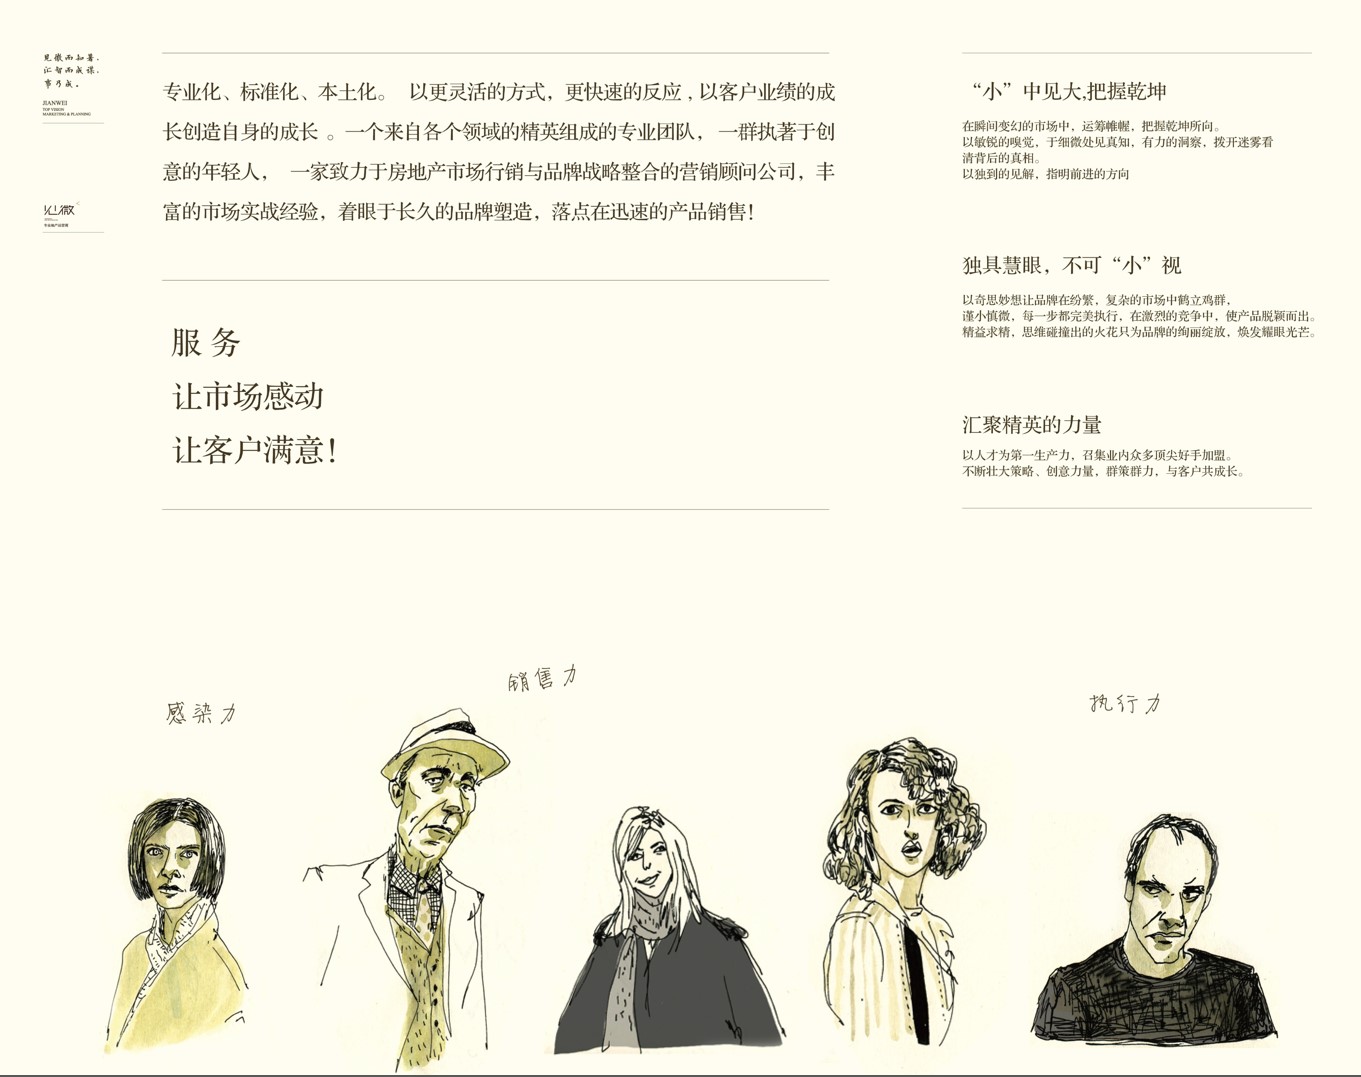 见微而知著，
汇智而成谋，
事乃成。
JIANWEI
TOP VISION
MARKETING & PLANNING
见微
专业化、标准化、本土化。 以更灵活的方式，更快速的反应，以客户业绩的成
长创造自身的成长 。一个来自各个领域的精英组成的专业团队， 一群执著于创
意的年轻人， 一家致力于房地产市场行销与品牌战略整合的营销顾问公司，丰
富的市场实战经验，着眼于长久的品牌塑造，落点在迅速的产品销售！
服 务
让市场感动
让客户满意！
“小”中见大,把握乾坤
在瞬间变幻的市场中，运筹帷幄，把握乾坤所向。
以敏锐的嗅觉，于细微处见真知，有力的洞察，拨开迷雾看
清背后的真相。
以独到的见解，指明前进的方向
独具慧眼，不可“小”视
以奇思妙想让品牌在纷繁，复杂的市场中鹤立鸡群，
谨小慎微，每一步都完美执行，在激烈的竞争中，使产品脱颖而出。
精益求精，思维碰撞出的火花只为品牌的绚丽绽放，焕发耀眼光芒。
汇聚精英的力量
以人才为第一生产力，召集业内众多顶尖好手加盟。
不断壮大策略、创意力量，群策群力，与客户共成长。
感染力
销售力
执行力